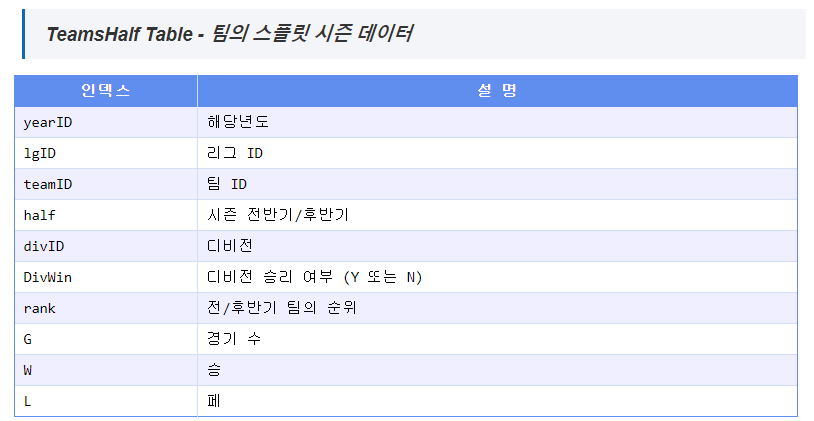 TeamsHalf Table - 팀의 스플릿 시즌 데이터
인덱스 설 명
yearID 해당년도
lgID 리그 ID
teamID 팀 ID
half 시즌 전반기/후반기
divID 디비전
DivWin 디비전 승리 여부 (Y 또는 N)
rank 전/후반기 팀의 순위
G 경기 수
W 승
L 페